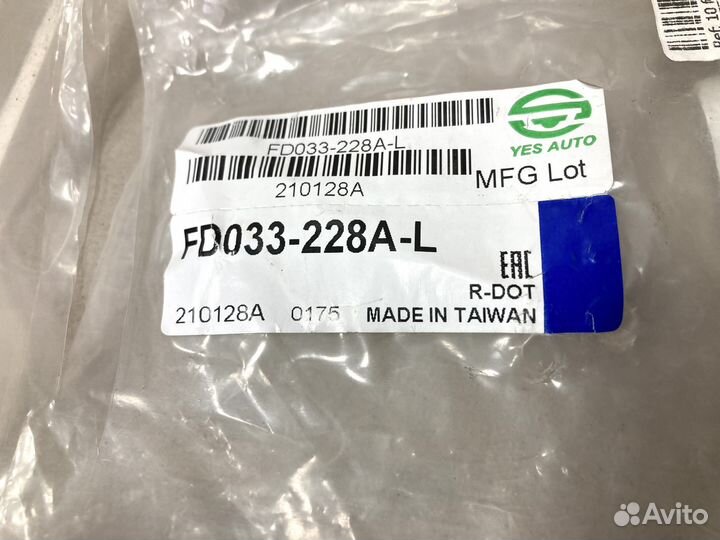 FD033-228A-L
210128A
MFG Lot
YES AUTO
FD033-228A-L
EAC
R-DOT
210128A 0175 MADE IN TAIWAN
Avito